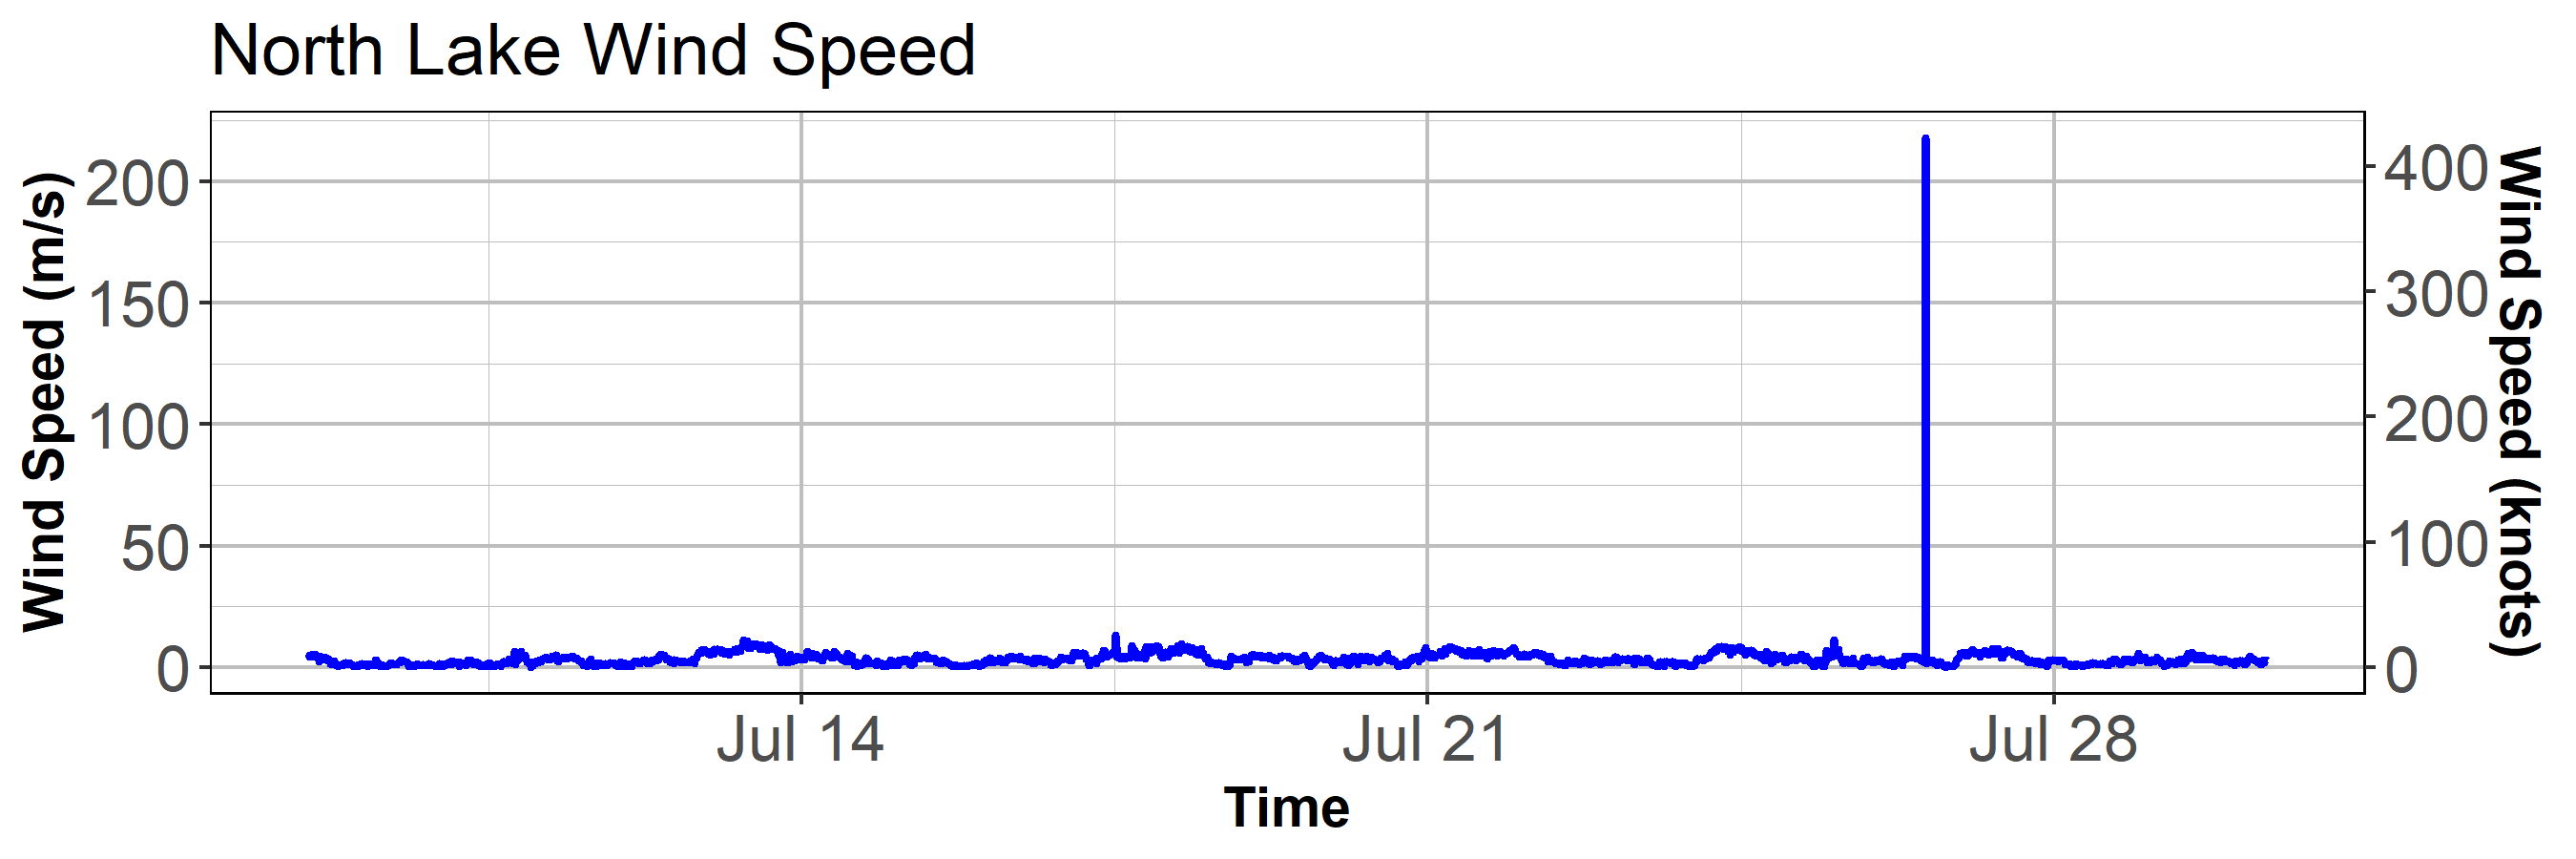 North Lake Wind Speed
Wind Speed (m/s)
200
150
100
50
0
400
300
200
100
0
Wind Speed (knots)
Jul 14
Jul 21
Jul 28
Time